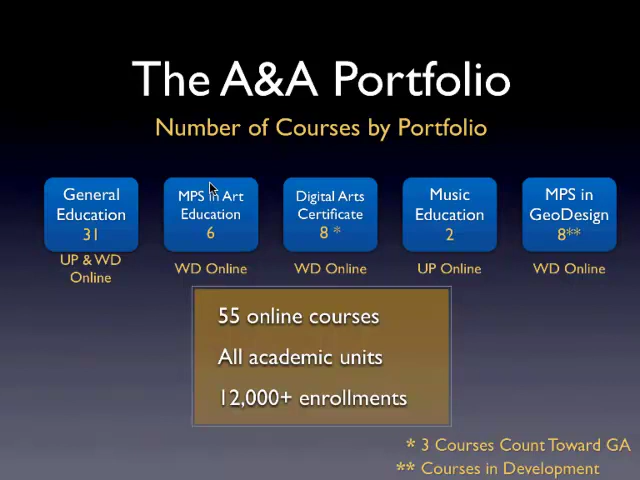 The A&A Portfolio
Number of Courses by Portfolio
General
Education
31
UP & WD
Online
MPS in Art
Education
6
WD Online
Digital Arts
Certificate
8 *
WD Online
Music
Education
2
UP Online
MPS in
GeoDesign
8**
WD Online
55 online courses
All academic units
12,000+ enrollments
* 3 Courses Count Toward GA
** Courses in Development